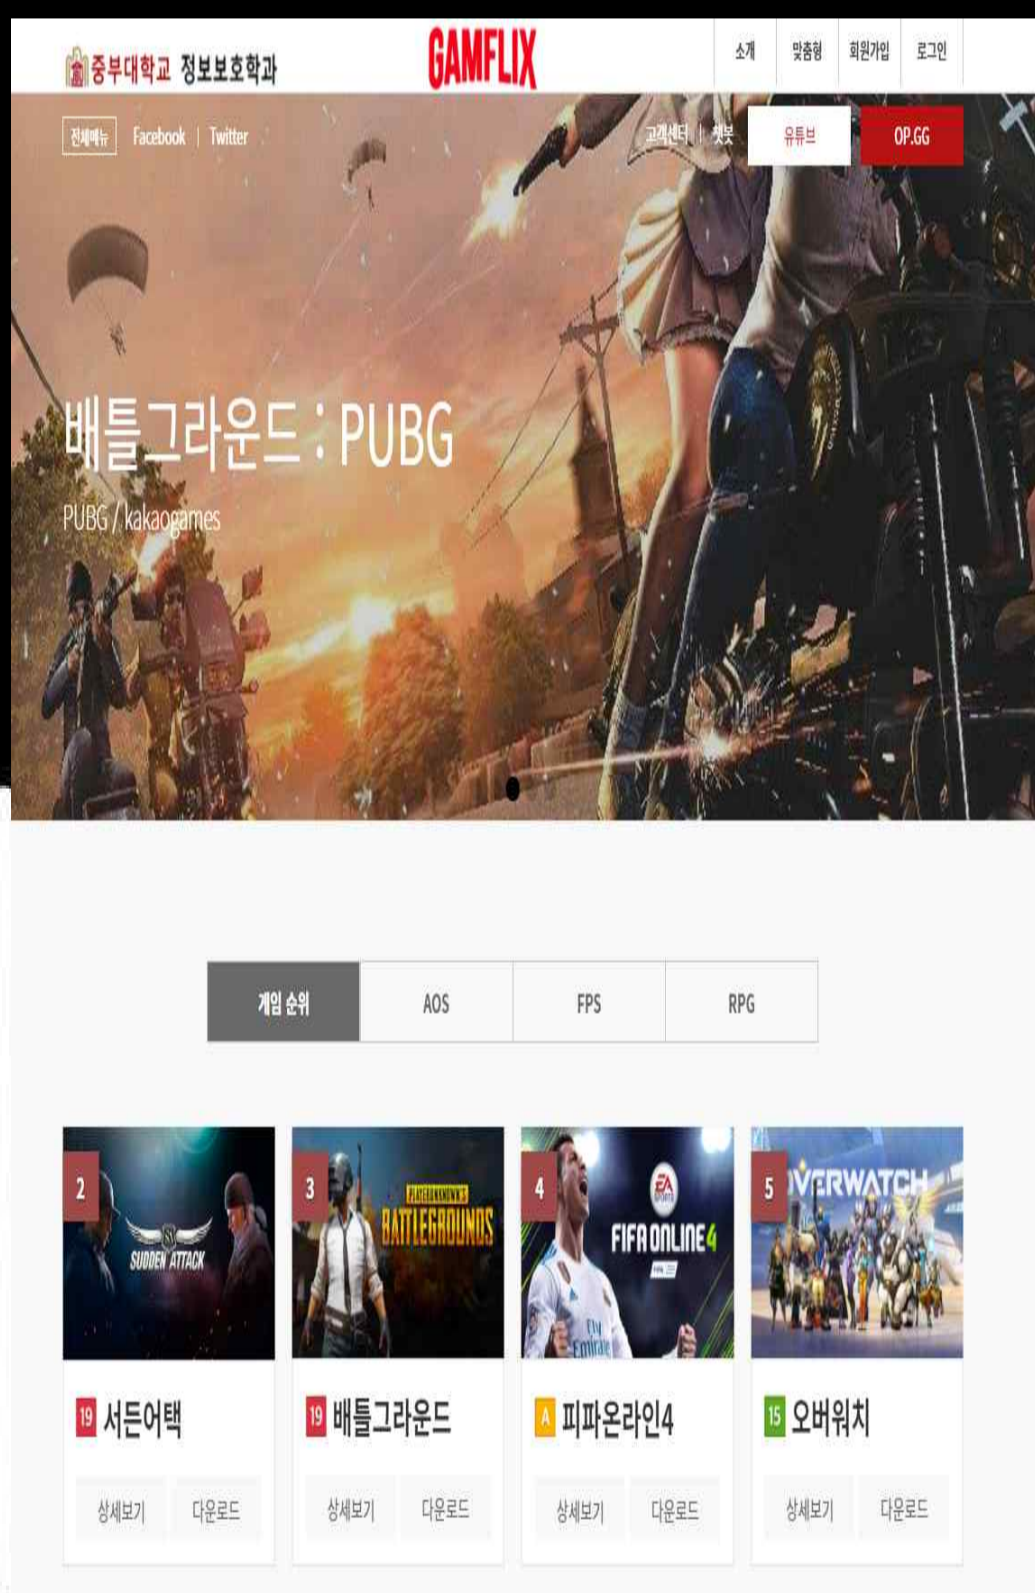 중부대학교 정보보호학과
GAMFLIX
소개 맞춤형 회원가입 로그인
전체메뉴 Facebook | Twitter
고객센터 | 챗봇 유튜브 OP.GG
배틀그라운드 : PUBG
PUBG / kakaogames
게임 순위 AOS FPS RPG
2 SUDDEN ATTACK
3 PLAYERUNKNOWN'S BATTLEGROUNDS
4 EA SPORTS FIFA ONLINE 4 Fly Emirates
5 OVERWATCH
19 서든어택
19 배틀그라운드
A 피파온라인4
15 오버워치
상세보기 다운로드 상세보기 다운로드 상세보기 다운로드 상세보기 다운로드